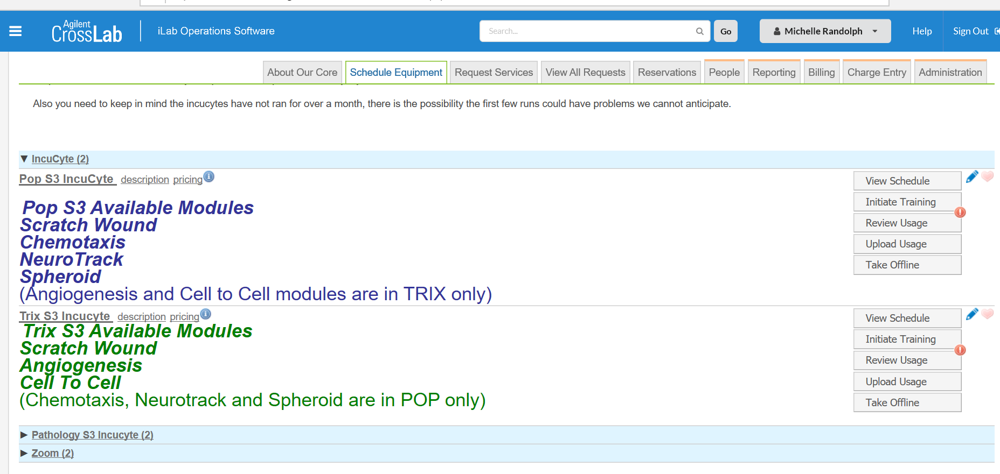 Agilent
CrossLab
iLab Operations Software
Search...
Go
Michelle Randolph
Help
Sign Out
About Our Core
Schedule Equipment
Request Services
View All Requests
Reservations
People
Reporting
Billing
Charge Entry
Administration
Also you need to keep in mind the incucytes have not ran for over a month, there is the possibility the first few runs could have problems we cannot anticipate.
▼ IncuCyte (2)
Pop S3 IncuCyte description pricing
View Schedule
Initiate Training
Review Usage
Upload Usage
Take Offline
Pop S3 Available Modules
Scratch Wound
Chemotaxis
NeuroTrack
Spheroid
(Angiogenesis and Cell to Cell modules are in TRIX only)
Trix S3 Incucyte description pricing
View Schedule
Initiate Training
Review Usage
Upload Usage
Take Offline
Trix S3 Available Modules
Scratch Wound
Angiogenesis
Cell To Cell
(Chemotaxis, Neurotrack and Spheroid are in POP only)
► Pathology S3 Incucyte (2)
► Zoom (2)